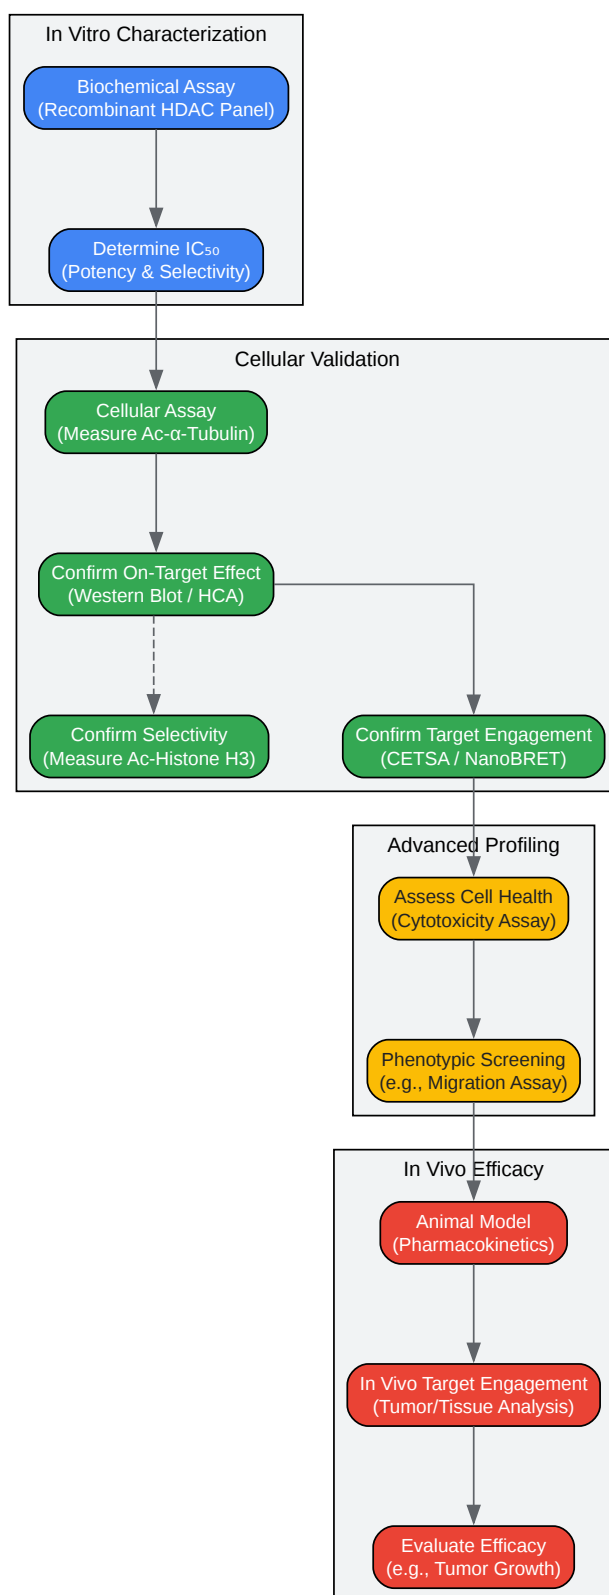 In Vitro Characterization
Biochemical Assay
(Recombinant HDAC Panel)
Determine IC₅₀
(Potency & Selectivity)
Cellular Validation
Cellular Assay
(Measure Ac-α-Tubulin)
Confirm On-Target Effect
(Western Blot / HCA)
Confirm Selectivity
(Measure Ac-Histone H3)
Confirm Target Engagement
(CETSA / NanoBRET)
Advanced Profiling
Assess Cell Health
(Cytotoxicity Assay)
Phenotypic Screening
(e.g., Migration Assay)
In Vivo Efficacy
Animal Model
(Pharmacokinetics)
In Vivo Target Engagement
(Tumor/Tissue Analysis)
Evaluate Efficacy
(e.g., Tumor Growth)